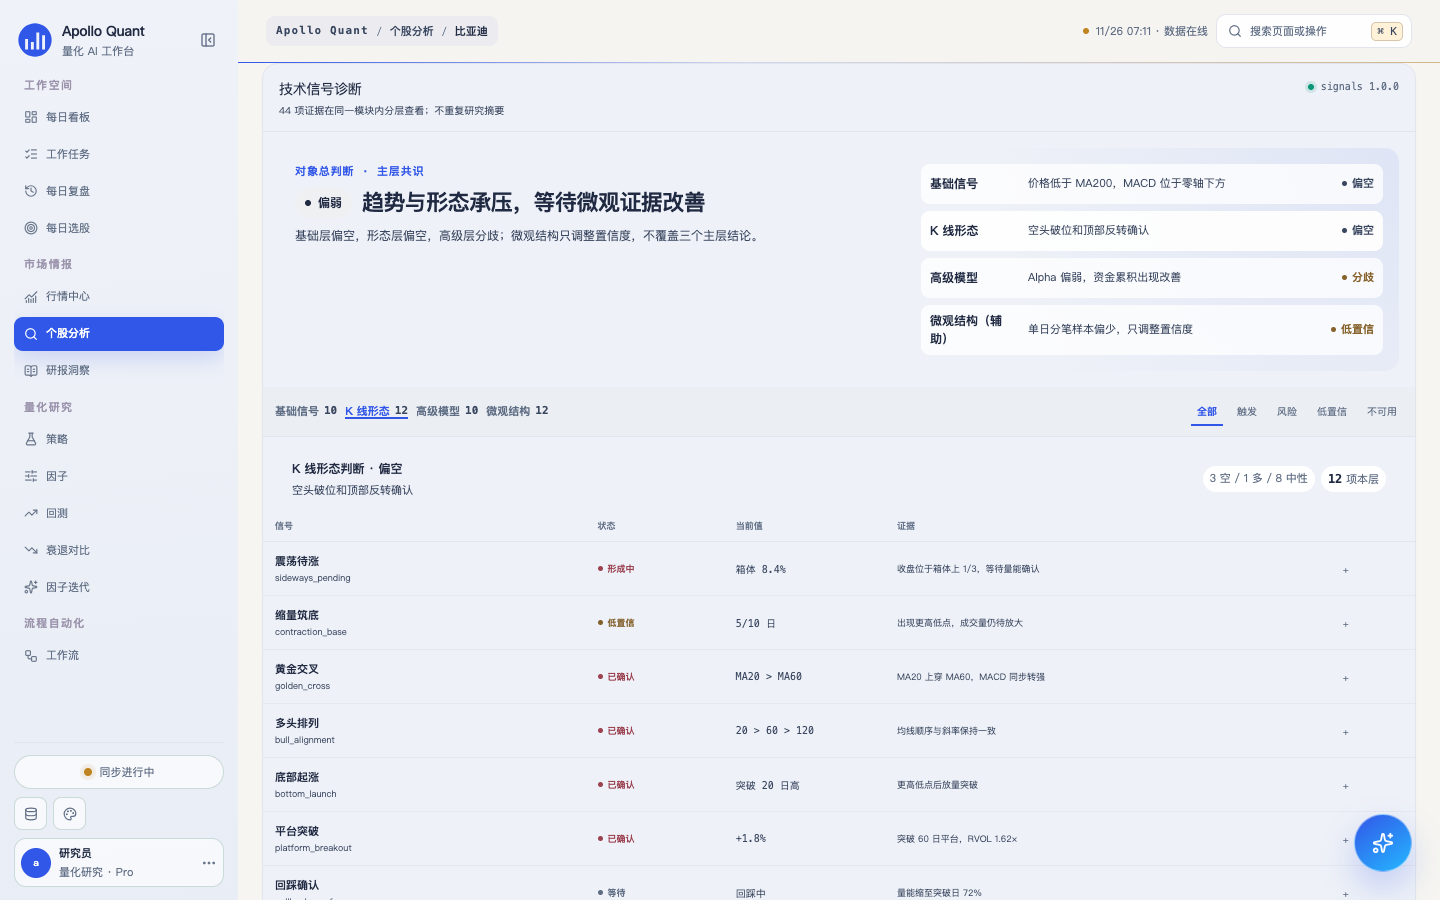 Apollo Quant
量化 AI 工作台
工作空间
每日看板
工作任务
每日复盘
每日选股
市场情报
行情中心
个股分析
研报洞察
量化研究
策略
因子
回测
衰退对比
因子迭代
流程自动化
工作流
同步进行中
a
研究员
量化研究 · Pro
Apollo Quant / 个股分析 / 比亚迪
11/26 07:11 · 数据在线
搜索页面或操作
⌘ K
技术信号诊断
44 项证据在同一模块内分层查看；不重复研究摘要
signals 1.0.0
对象总判断 · 主层共识
偏弱 趋势与形态承压，等待微观证据改善
基础层偏空，形态层偏空，高级层分歧；微观结构只调整置信度，不覆盖三个主层结论。
基础信号 价格低于 MA200，MACD 位于零轴下方 偏空
K 线形态 空头破位和顶部反转确认 偏空
高级模型 Alpha 偏弱，资金累积出现改善 分歧
微观结构（辅助） 单日分笔样本偏少，只调整置信度 低置信
基础信号 10 K 线形态 12 高级模型 10 微观结构 12
全部 触发 风险 低置信 不可用
K 线形态判断 · 偏空
空头破位和顶部反转确认
3 空 / 1 多 / 8 中性 12 项本层
信号 状态 当前值 证据
震荡待涨
sideways_pending
形成中 箱体 8.4% 收盘位于箱体上 1/3，等待量能确认 +
缩量筑底
contraction_base
低置信 5/10 日 出现更高低点，成交量仍待放大 +
黄金交叉
golden_cross
已确认 MA20 > MA60 MA20 上穿 MA60，MACD 同步转强 +
多头排列
bull_alignment
已确认 20 > 60 > 120 均线顺序与斜率保持一致 +
底部起涨
bottom_launch
已确认 突破 20 日高 更高低点后放量突破 +
平台突破
platform_breakout
已确认 +1.8% 突破 60 日平台，RVOL 1.62× +
回踩确认
等待 回踩中 量能缩至突破日 72% +